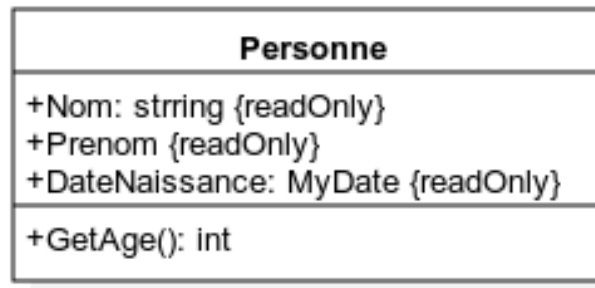 Personne
+Nom: strring {readOnly}
+Prenom {readOnly}
+DateNaissance: MyDate {readOnly}
+GetAge(): int